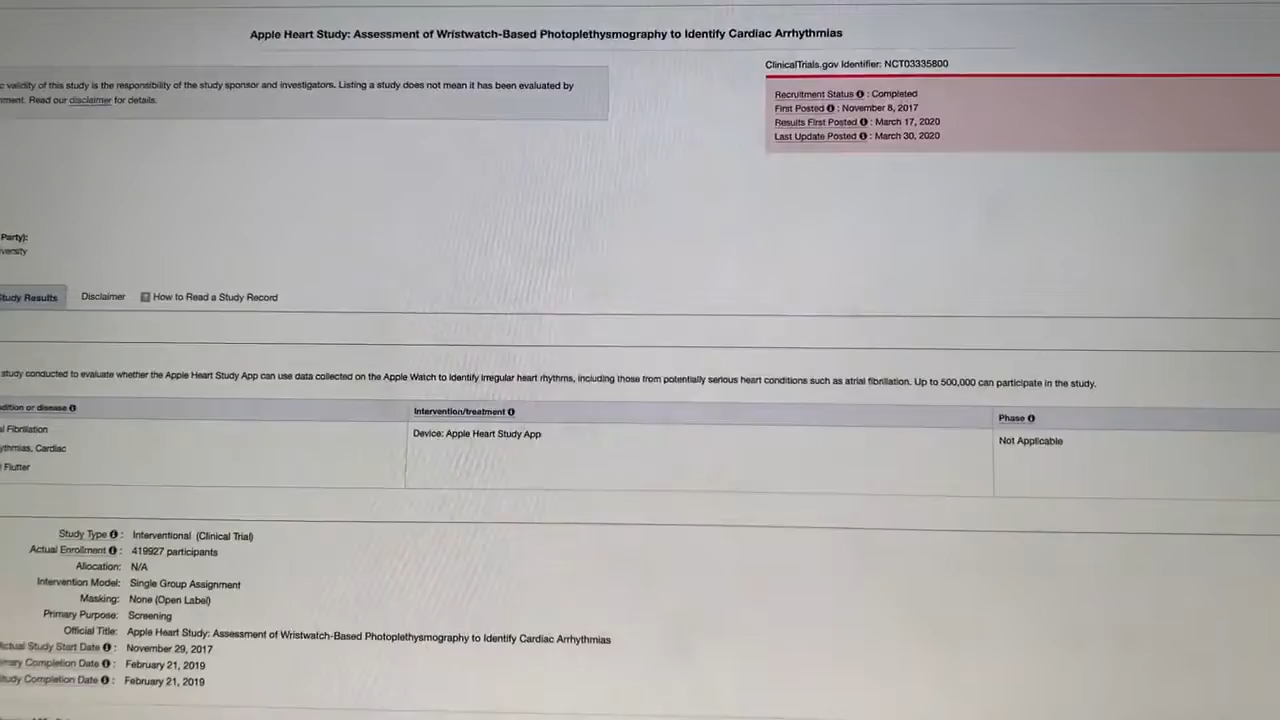 Apple Heart Study: Assessment of Wristwatch-Based Photoplethysmography to Identify Cardiac Arrhythmias
ClinicalTrials.gov Identifier: NCT03335800
validity of this study is the responsibility of the study sponsor and investigators. Listing a study does not mean it has been evaluated by
Read our disclaimer for details.
Recruitment Status : Completed
First Posted : November 8, 2017
Results First Posted : March 17, 2020
Last Update Posted : March 30, 2020
Party):
versity
Study Results
Disclaimer
How to Read a Study Record
study conducted to evaluate whether the Apple Heart Study App can use data collected on the Apple Watch to identify irregular heart rhythms, including those from potentially serious heart conditions such as atrial fibrillation. Up to 500,000 can participate in the study.
dition or disease
Intervention/treatment
Phase
al Fibrillation
ythmias, Cardiac
Flutter
Device: Apple Heart Study App
Not Applicable
Study Type : Interventional (Clinical Trial)
Actual Enrollment : 419927 participants
Allocation: N/A
Intervention Model: Single Group Assignment
Masking: None (Open Label)
Primary Purpose: Screening
Official Title: Apple Heart Study: Assessment of Wristwatch-Based Photoplethysmography to Identify Cardiac Arrhythmias
Actual Study Start Date : November 29, 2017
mary Completion Date : February 21, 2019
Study Completion Date : February 21, 2019